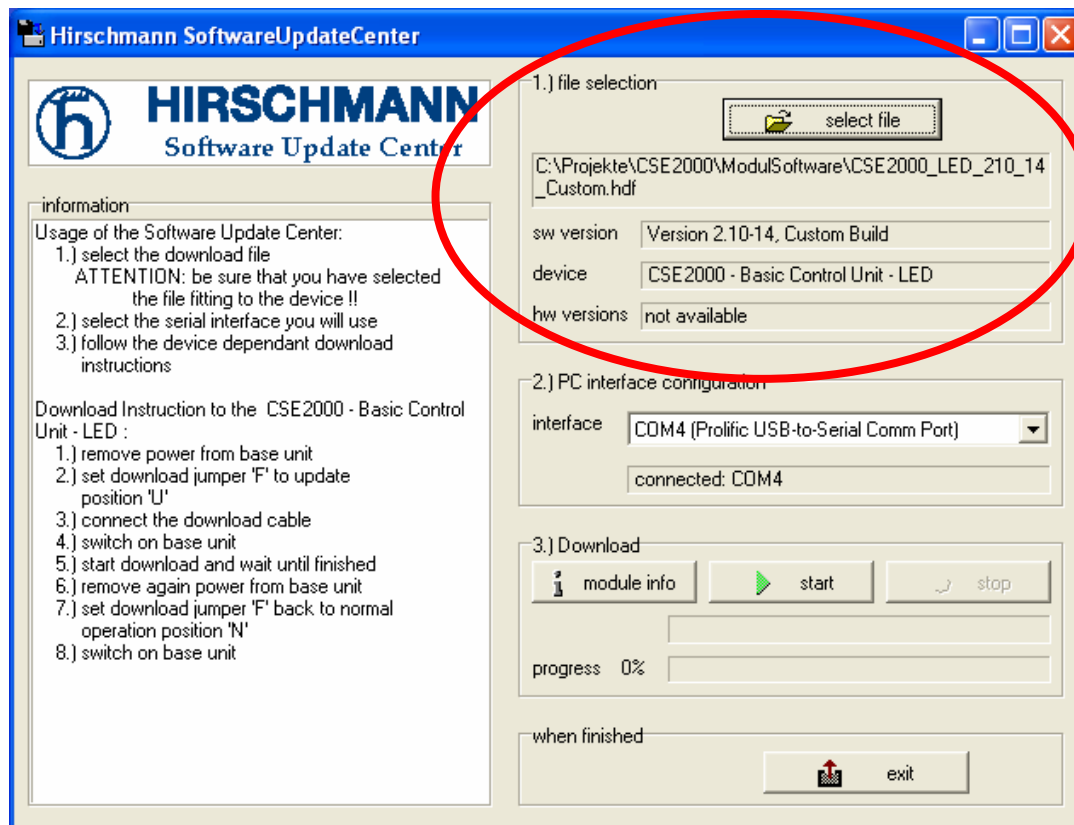 Hirschmann SoftwareUpdateCenter
HIRSCHMANN
Software Update Center
information
Usage of the Software Update Center:
1.) select the download file
ATTENTION: be sure that you have selected
the file fitting to the device !!
2.) select the serial interface you will use
3.) follow the device dependant download
instructions
Download Instruction to the CSE2000 - Basic Control
Unit - LED :
1.) remove power from base unit
2.) set download jumper 'F' to update
position 'U'
3.) connect the download cable
4.) switch on base unit
5.) start download and wait until finished
6.) remove again power from base unit
7.) set download jumper 'F' back to normal
operation position 'N'
8.) switch on base unit
1.) file selection
select file
C:\Projekte\CSE2000\ModulSoftware\CSE2000_LED_210_14
_Custom.hdf
sw version Version 2.10-14, Custom Build
device CSE2000 - Basic Control Unit - LED
hw versions not available
2.) PC interface configuration
interface COM4 (Prolific USB-to-Serial Comm Port)
connected: COM4
3.) Download
module info start stop
progress 0%
when finished
exit